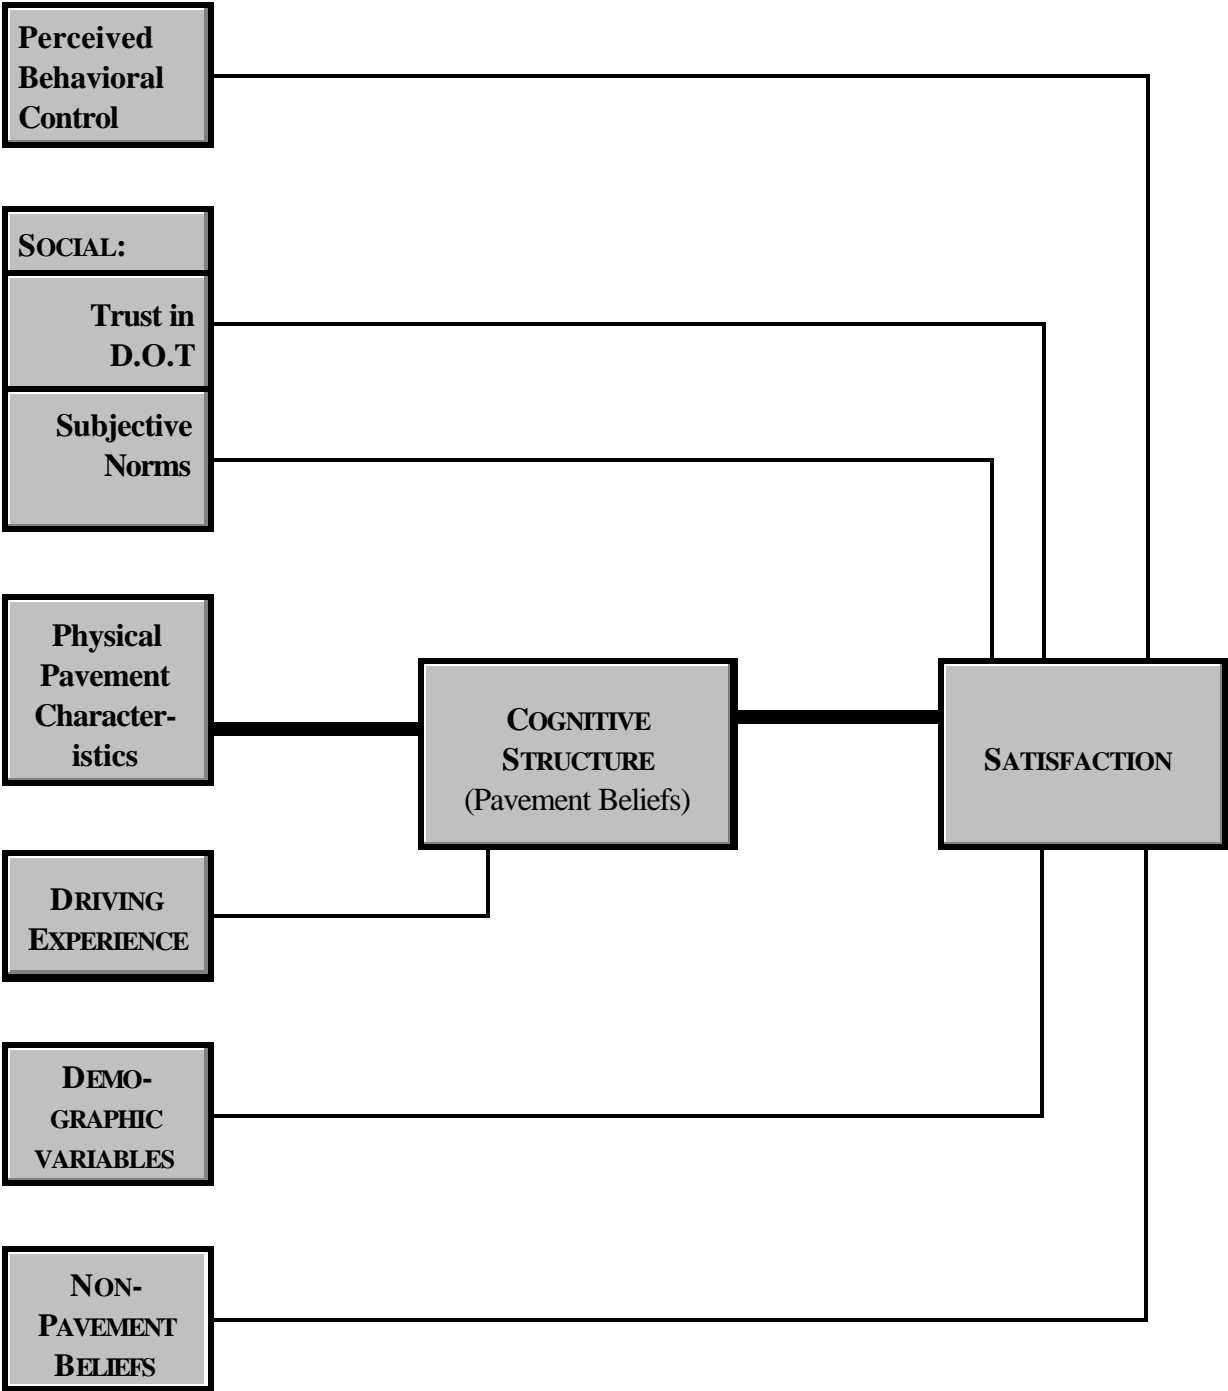 Perceived
Behavioral
Control
SOCIAL:
Trust in
D.O.T
Subjective
Norms
Physical
Pavement
Character-
istics
COGNITIVE
STRUCTURE
(Pavement Beliefs)
SATISFACTION
DRIVING
EXPERIENCE
DEMO-
GRAPHIC
VARIABLES
NON-
PAVEMENT
BELIEFS